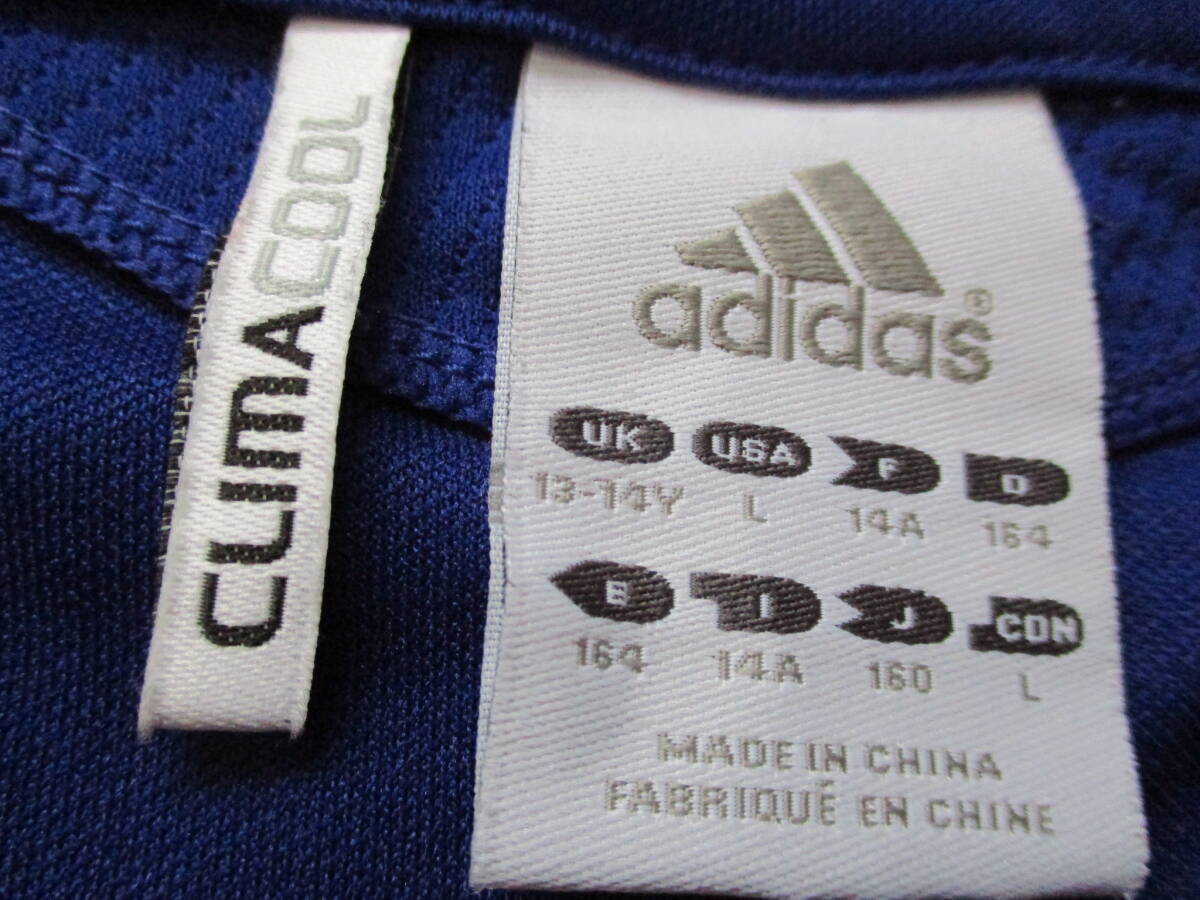 CLIMACOOL
adidas®
UK USA F D
13-14Y L 14A 164
E I J CDN
164 14A 160 L
MADE IN CHINA
FABRIQUÉ EN CHINE